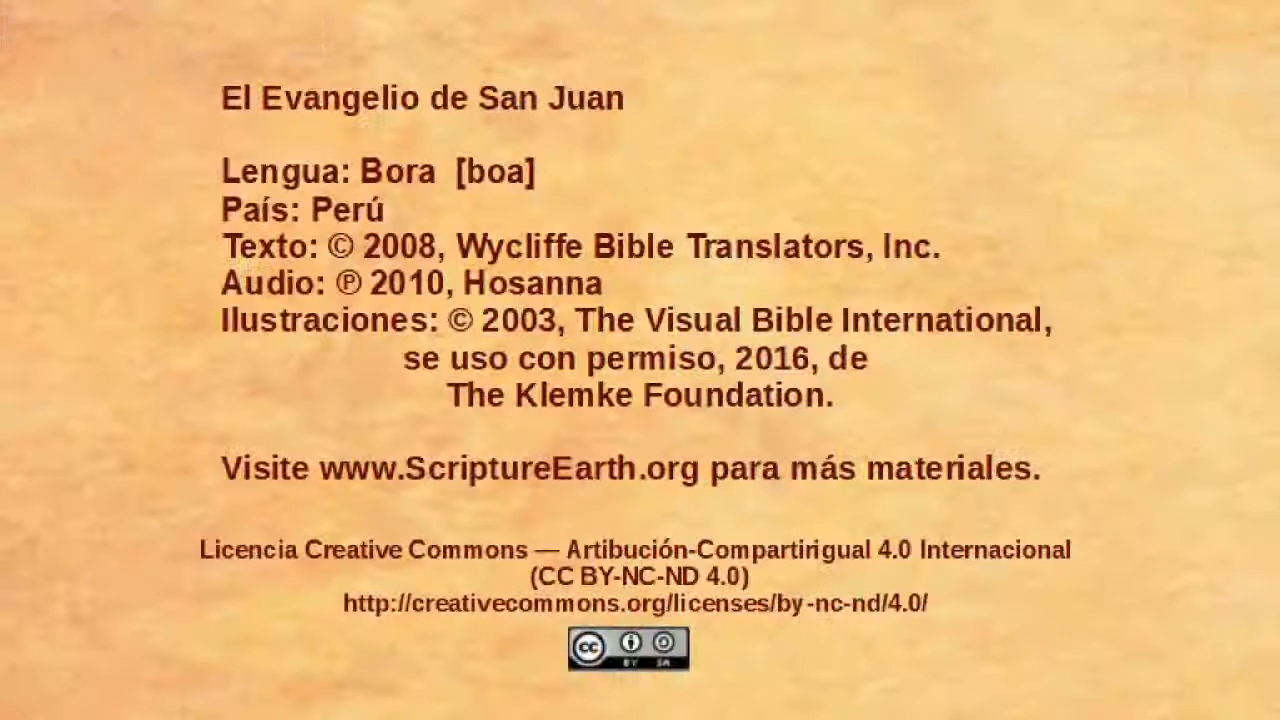 El Evangelio de San Juan
Lengua: Bora [boa]
País: Perú
Texto: © 2008, Wycliffe Bible Translators, Inc.
Audio: ℗ 2010, Hosanna
Ilustraciones: © 2003, The Visual Bible International,
se uso con permiso, 2016, de
The Klemke Foundation.
Visite www.ScriptureEarth.org para más materiales.
Licencia Creative Commons — Artibución-Compartirigual 4.0 Internacional
(CC BY-NC-ND 4.0)
http://creativecommons.org/licenses/by-nc-nd/4.0/
cc BY SA